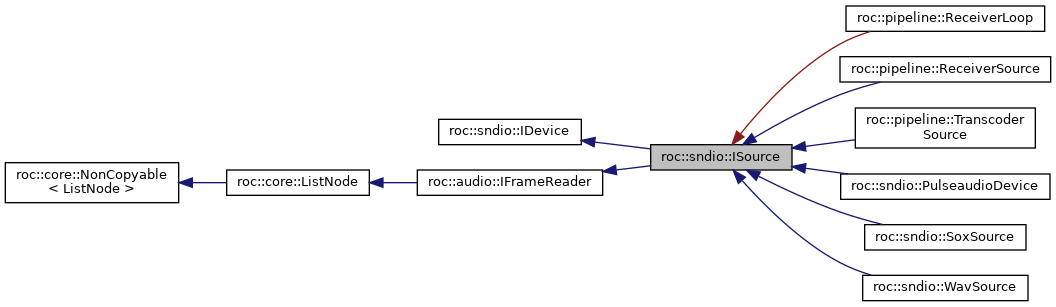 roc::pipeline::ReceiverLoop
roc::pipeline::ReceiverSource
roc::pipeline::Transcoder
Source
roc::sndio::IDevice
roc::sndio::ISource
roc::core::NonCopyable
< ListNode >
roc::core::ListNode
roc::audio::IFrameReader
roc::sndio::PulseaudioDevice
roc::sndio::SoxSource
roc::sndio::WavSource